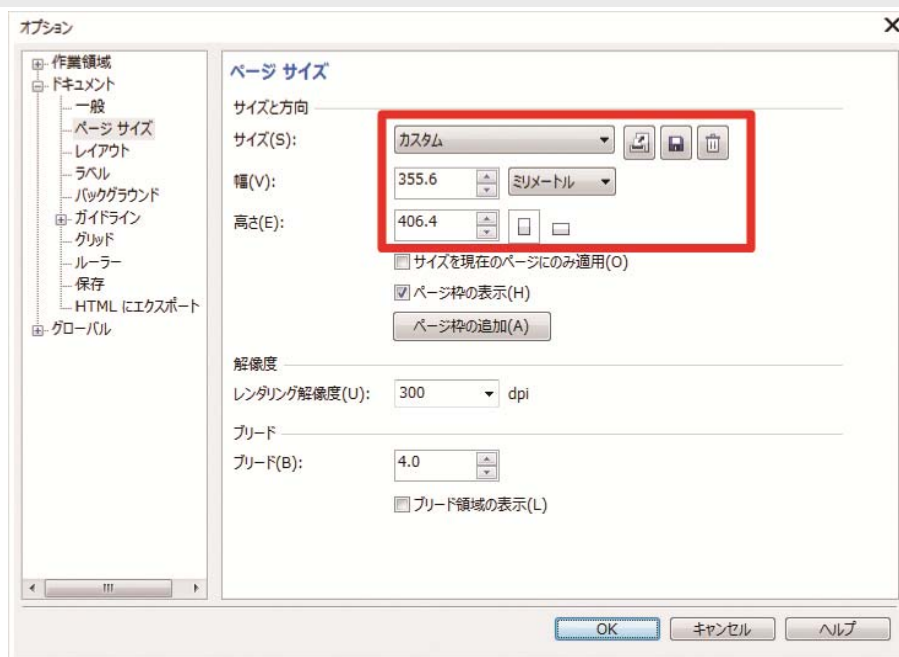 オプション
作業領域
ドキュメント
一般
ページ サイズ
レイアウト
ラベル
バックグラウンド
ガイドライン
グリッド
ルーラー
保存
HTML にエクスポート
グローバル
ページ サイズ
サイズと方向
サイズ(S): カスタム
幅(V): 355.6 ミリメートル
高さ(E): 406.4
サイズを現在のページにのみ適用(O)
ページ枠の表示(H)
ページ枠の追加(A)
解像度
レンダリング解像度(U): 300 dpi
ブリード
ブリード(B): 4.0
ブリード領域の表示(L)
OK キャンセル ヘルプ